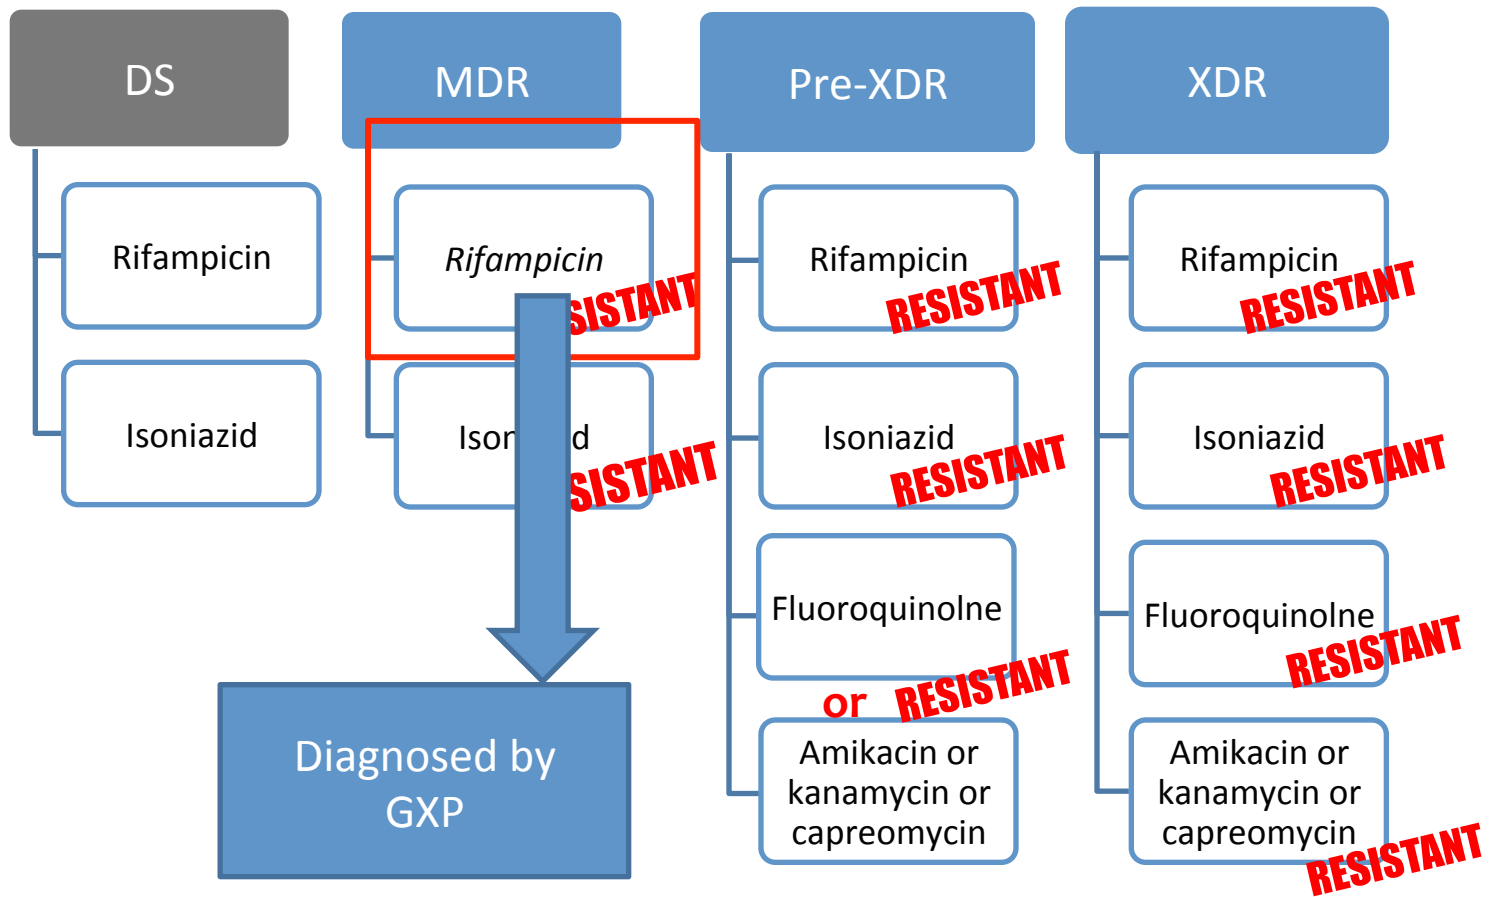 DS
Rifampicin
Isoniazid
MDR
Rifampicin
SISTANT
Ison d
SISTANT
Diagnosed by
GXP
Pre-XDR
Rifampicin
RESISTANT
Isoniazid
RESISTANT
Fluoroquinolne
or RESISTANT
Amikacin or
kanamycin or
capreomycin
XDR
Rifampicin
RESISTANT
Isoniazid
RESISTANT
Fluoroquinolne
RESISTANT
Amikacin or
kanamycin or
capreomycin
RESISTANT